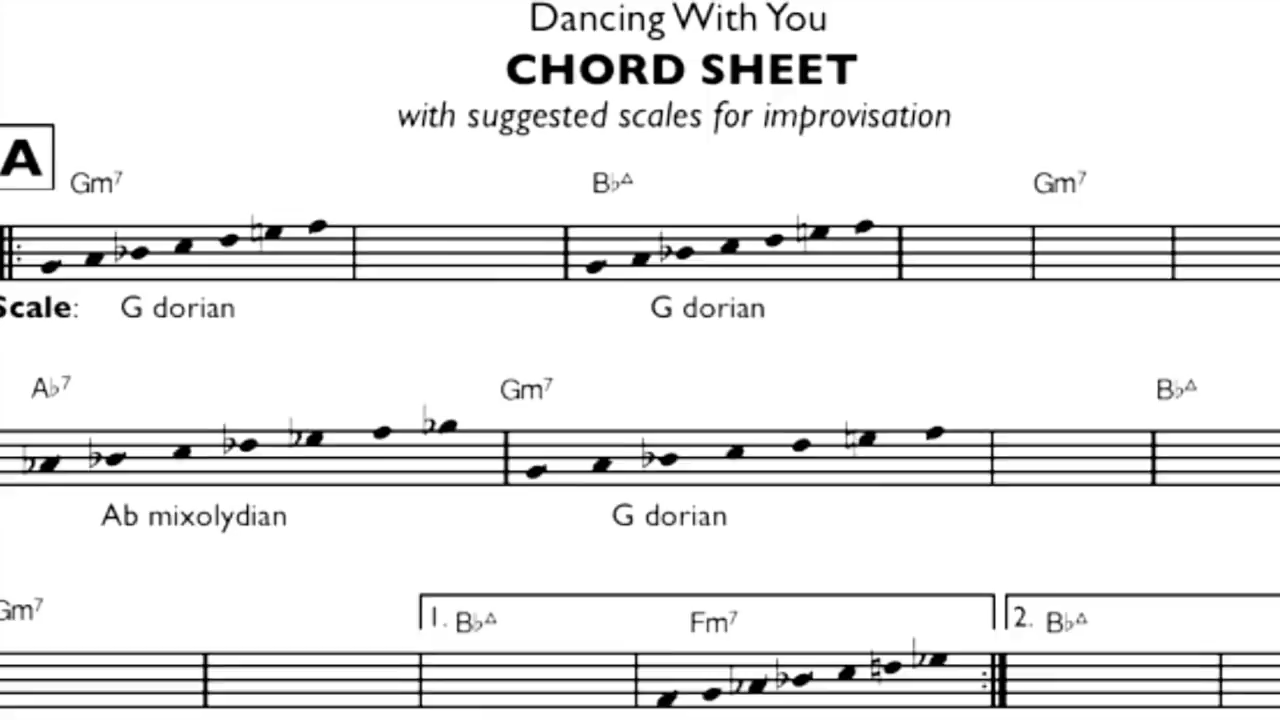 Dancing With You
CHORD SHEET
with suggested scales for improvisation
A
Gm7 B♭△ Gm7
Scale: G dorian G dorian
A♭7 Gm7 B♭△
Ab mixolydian G dorian
Gm7
1. B♭△ Fm7 2. B♭△